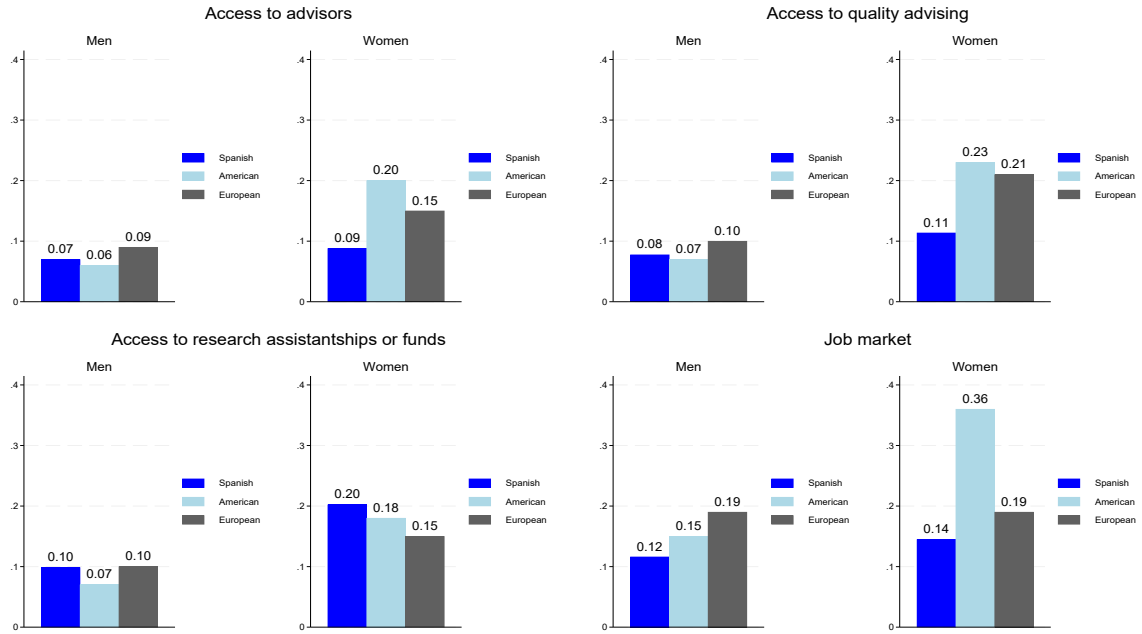 Access to advisors
Men
.4
.3
.2
.1
0
0.07
0.06
0.09
Spanish
American
European
Women
.4
.3
.2
.1
0
0.09
0.20
0.15
Spanish
American
European
Access to quality advising
Men
.4
.3
.2
.1
0
0.08
0.07
0.10
Spanish
American
European
Women
.4
.3
.2
.1
0
0.11
0.23
0.21
Spanish
American
European
Access to research assistantships or funds
Men
.4
.3
.2
.1
0
0.10
0.07
0.10
Spanish
American
European
Women
.4
.3
.2
.1
0
0.20
0.18
0.15
Spanish
American
European
Job market
Men
.4
.3
.2
.1
0
0.12
0.15
0.19
Spanish
American
European
Women
.4
.3
.2
.1
0
0.14
0.36
0.19
Spanish
American
European